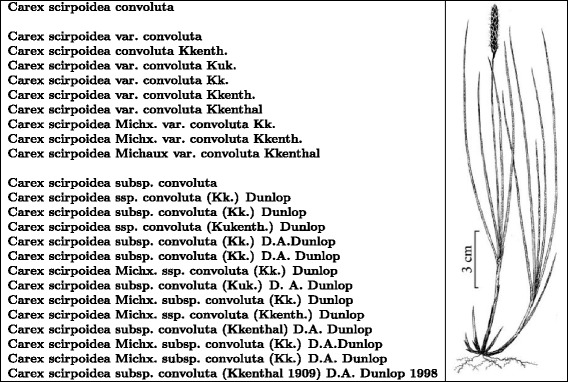 Carex scirpoidea convoluta
Carex scirpoidea var. convoluta
Carex scirpoidea convoluta Kkenth.
Carex scirpoidea var. convoluta Kuk.
Carex scirpoidea var. convoluta Kk.
Carex scirpoidea var. convoluta Kkenth.
Carex scirpoidea var. convoluta Kkenthal
Carex scirpoidea Michx. var. convoluta Kk.
Carex scirpoidea Michx. var. convoluta Kkenth.
Carex scirpoidea Michaux var. convoluta Kkenthal
Carex scirpoidea subsp. convoluta
Carex scirpoidea ssp. convoluta (Kk.) Dunlop
Carex scirpoidea subsp. convoluta (Kk.) Dunlop
Carex scirpoidea ssp. convoluta (Kukenth.) Dunlop
Carex scirpoidea subsp. convoluta (Kk.) D.A.Dunlop
Carex scirpoidea subsp. convoluta (Kk.) D.A. Dunlop
Carex scirpoidea Michx. ssp. convoluta (Kk.) Dunlop
Carex scirpoidea subsp. convoluta (Kuk.) D. A. Dunlop
Carex scirpoidea Michx. subsp. convoluta (Kk.) Dunlop
Carex scirpoidea Michx. ssp. convoluta (Kkenth.) Dunlop
Carex scirpoidea subsp. convoluta (Kkenthal) D.A. Dunlop
Carex scirpoidea Michx. subsp. convoluta (Kk.) D.A.Dunlop
Carex scirpoidea Michx. subsp. convoluta (Kk.) D.A. Dunlop
Carex scirpoidea subsp. convoluta (Kkenthal 1909) D.A. Dunlop 1998
3 cm